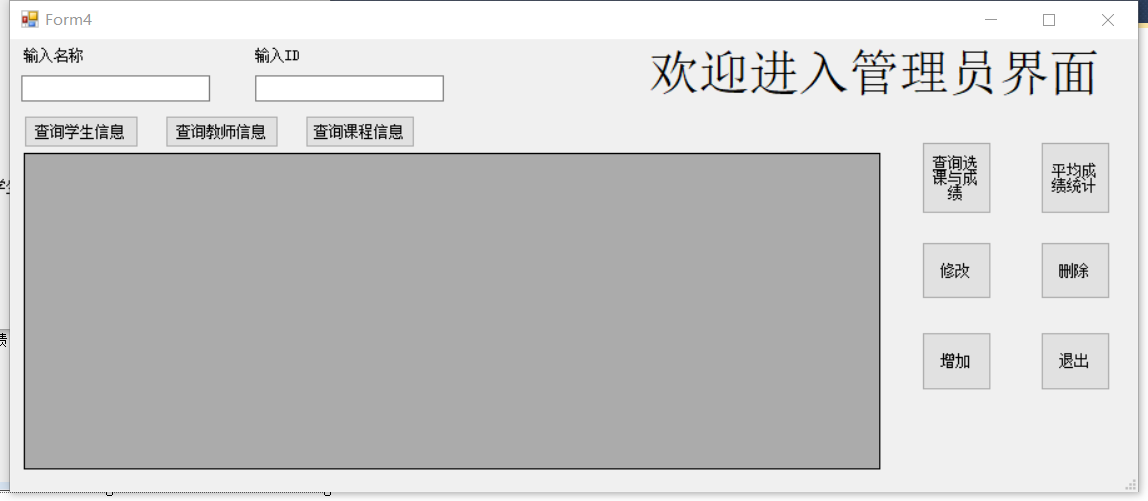 Form4
输入名称
输入ID
欢迎进入管理员界面
查询学生信息
查询教师信息
查询课程信息
查询选
课与成
绩
平均成
绩统计
修改
删除
增加
退出